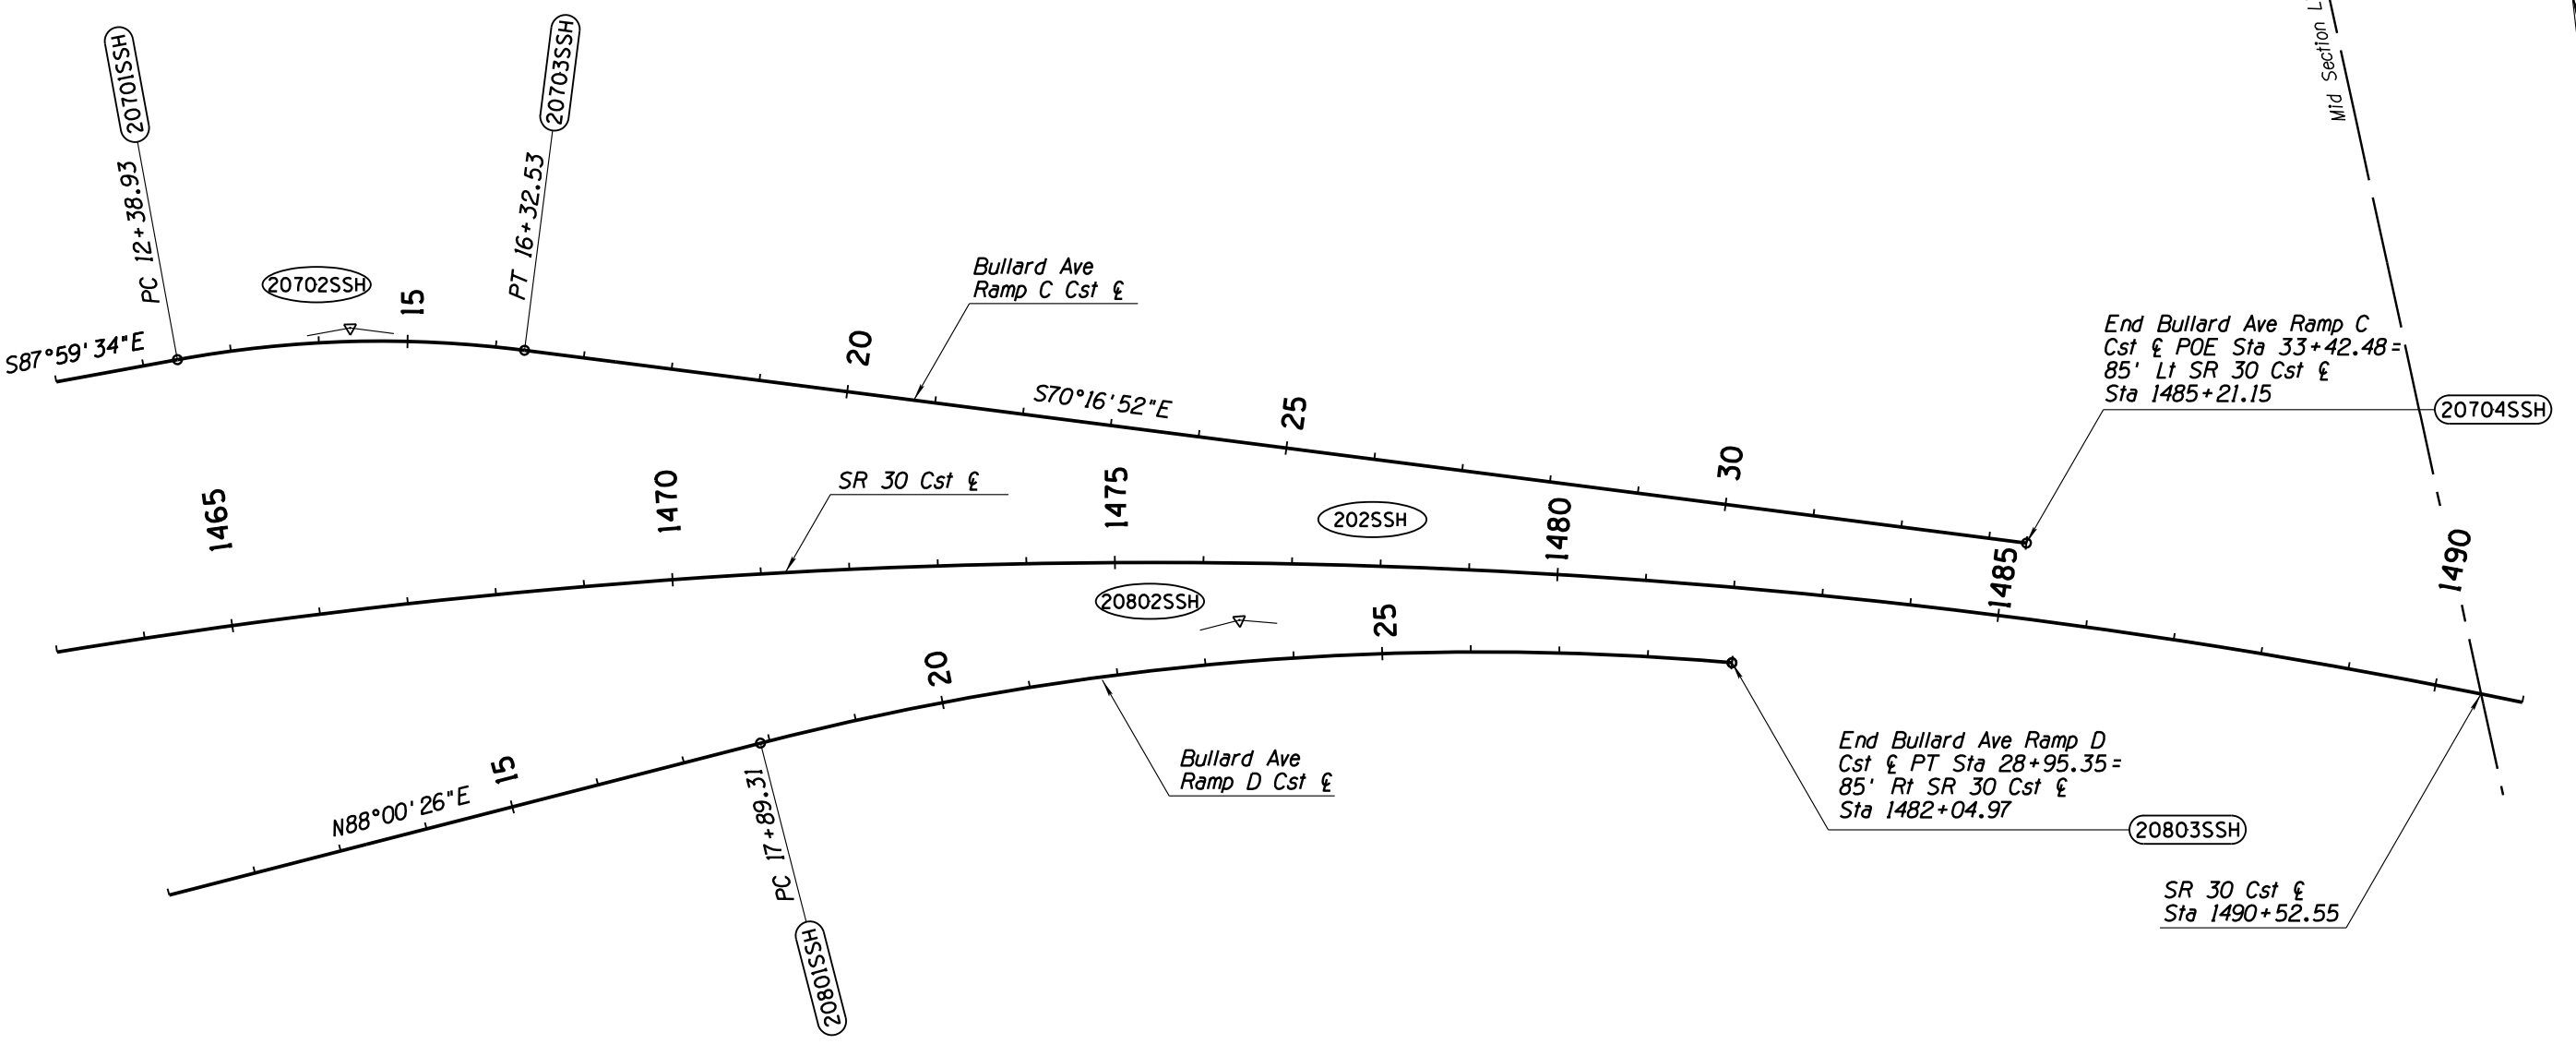 20701SSH
PC 12+38.93
20703SSH
PT 16+32.53
Mid Section L
20702SSH
S87°59'34"E
15
20
25
30
Bullard Ave
Ramp C Cst ℄
S70°16'52"E
End Bullard Ave Ramp C
Cst ℄ POE Sta 33+42.48=
85' Lt SR 30 Cst ℄
Sta 1485+21.15
20704SSH
1465
1470
1475
1480
1485
1490
SR 30 Cst ℄
202SSH
20802SSH
N88°00'26"E
15
20
25
PC 17+89.31
20801SSH
Bullard Ave
Ramp D Cst ℄
End Bullard Ave Ramp D
Cst ℄ PT Sta 28+95.35=
85' Rt SR 30 Cst ℄
Sta 1482+04.97
20803SSH
SR 30 Cst ℄
Sta 1490+52.55